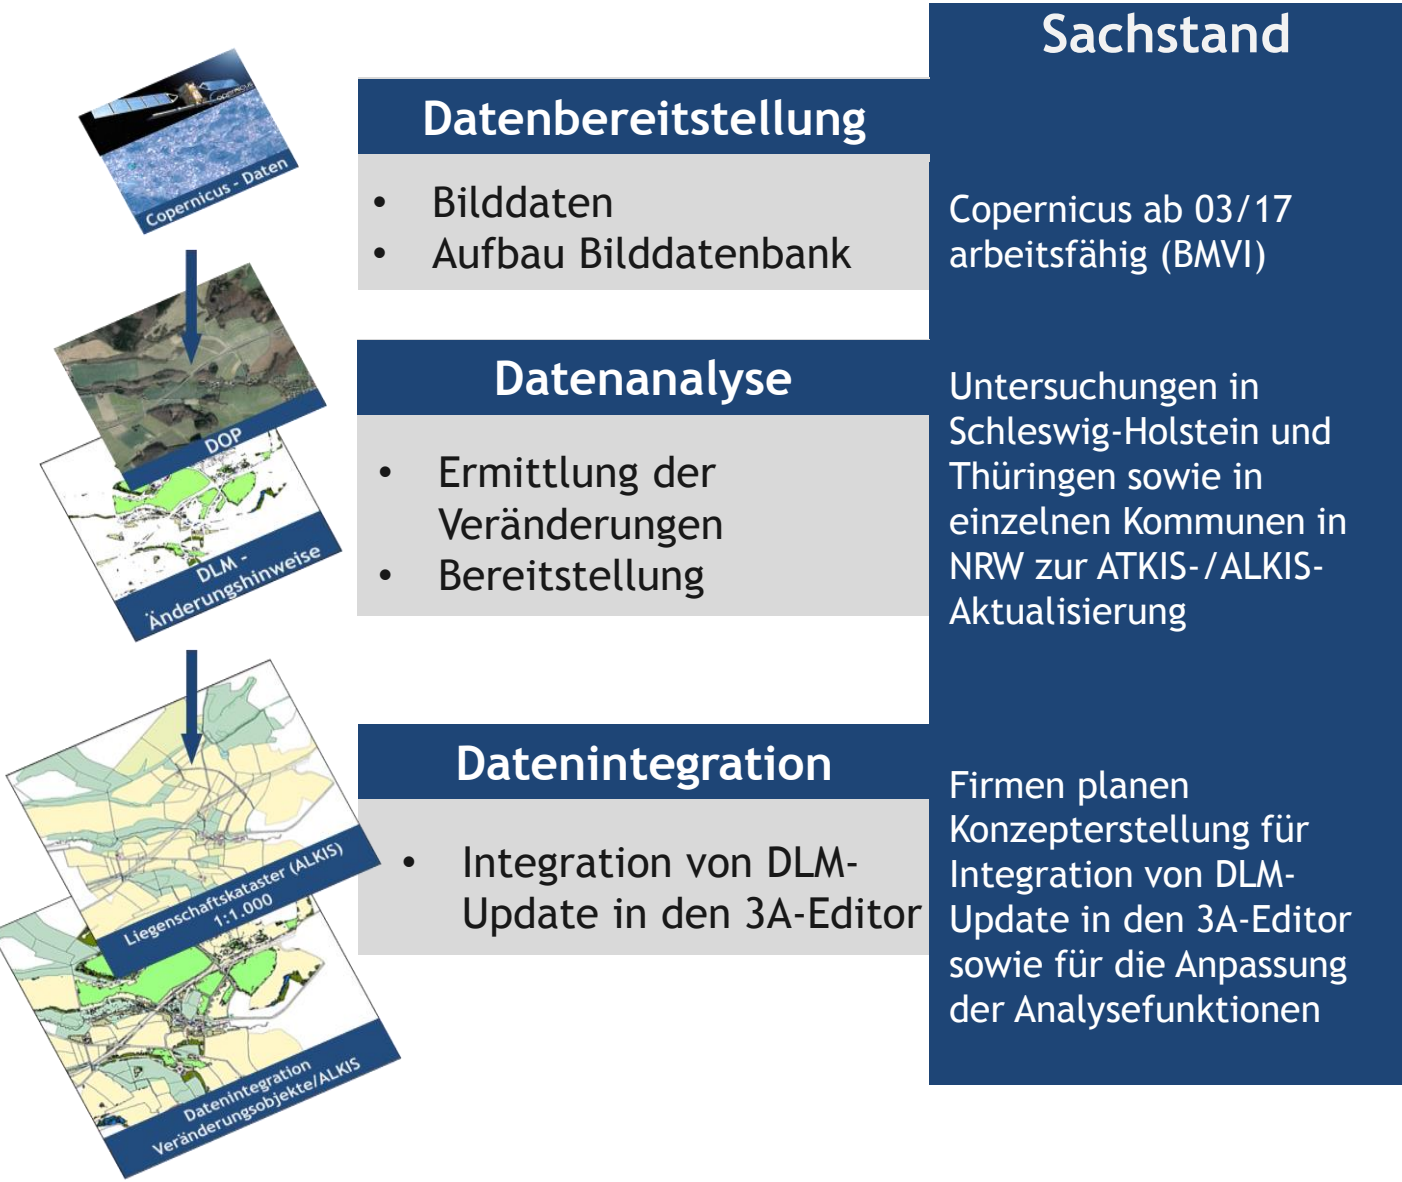 Sachstand
Datenbereitstellung
• Bilddaten
• Aufbau Bilddatenbank
Copernicus ab 03/17
arbeitsfähig (BMVI)
Datenanalyse
• Ermittlung der
Veränderungen
• Bereitstellung
Untersuchungen in
Schleswig-Holstein und
Thüringen sowie in
einzelnen Kommunen in
NRW zur ATKIS-/ALKIS-
Aktualisierung
Datenintegration
• Integration von DLM-
Update in den 3A-Editor
Firmen planen
Konzepterstellung für
Integration von DLM-
Update in den 3A-Editor
sowie für die Anpassung
der Analysefunktionen
Copernicus
Copernicus - Daten
DOP
DLM -
Änderungshinweise
Liegenschaftskataster (ALKIS)
1:1.000
Datenintegration
Veränderungsobjekte/ALKIS